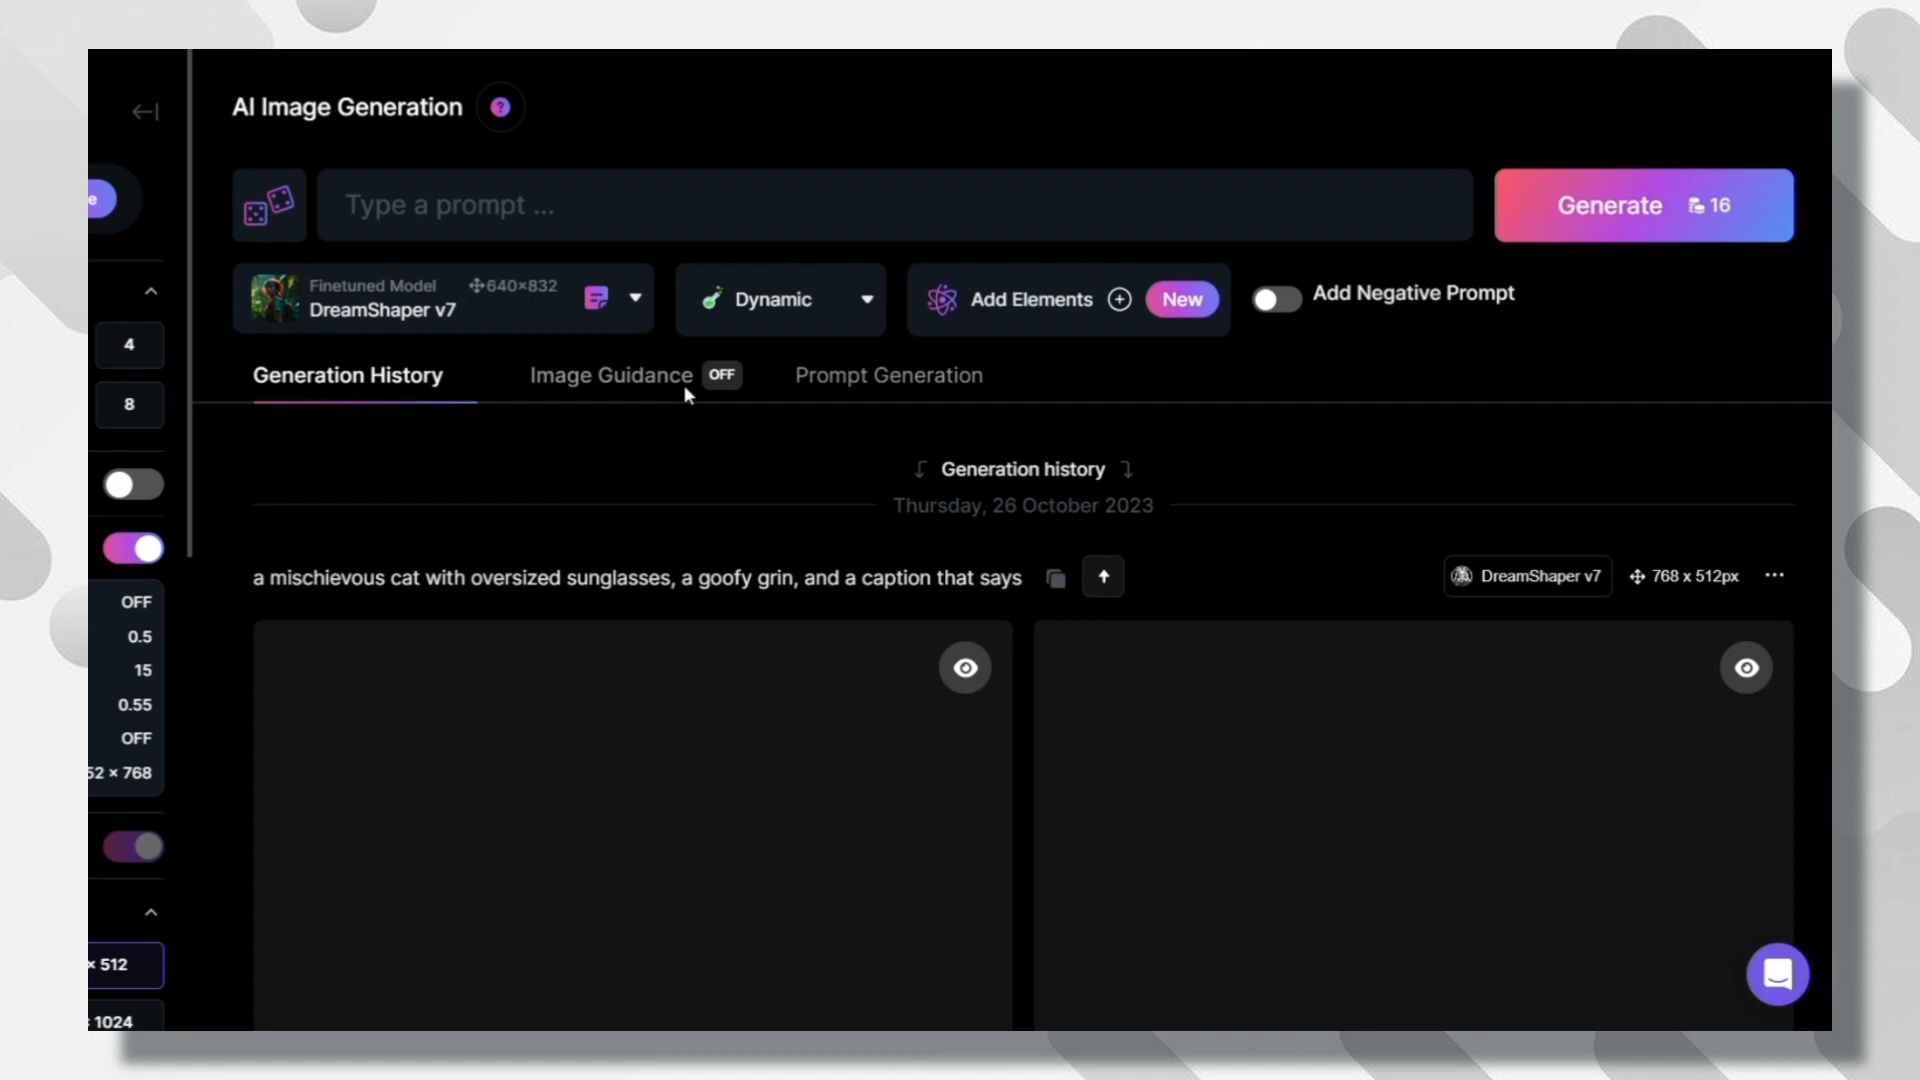 AI Image Generation ?
e
Type a prompt ...
Generate 16
Finetuned Model 640×832
DreamShaper v7
Dynamic
Add Elements New
Add Negative Prompt
4
8
Generation History
Image Guidance OFF
Prompt Generation
Generation history
Thursday, 26 October 2023
a mischievous cat with oversized sunglasses, a goofy grin, and a caption that says
DreamShaper v7
768 x 512px
OFF
0.5
15
0.55
OFF
52 × 768
× 512
1024